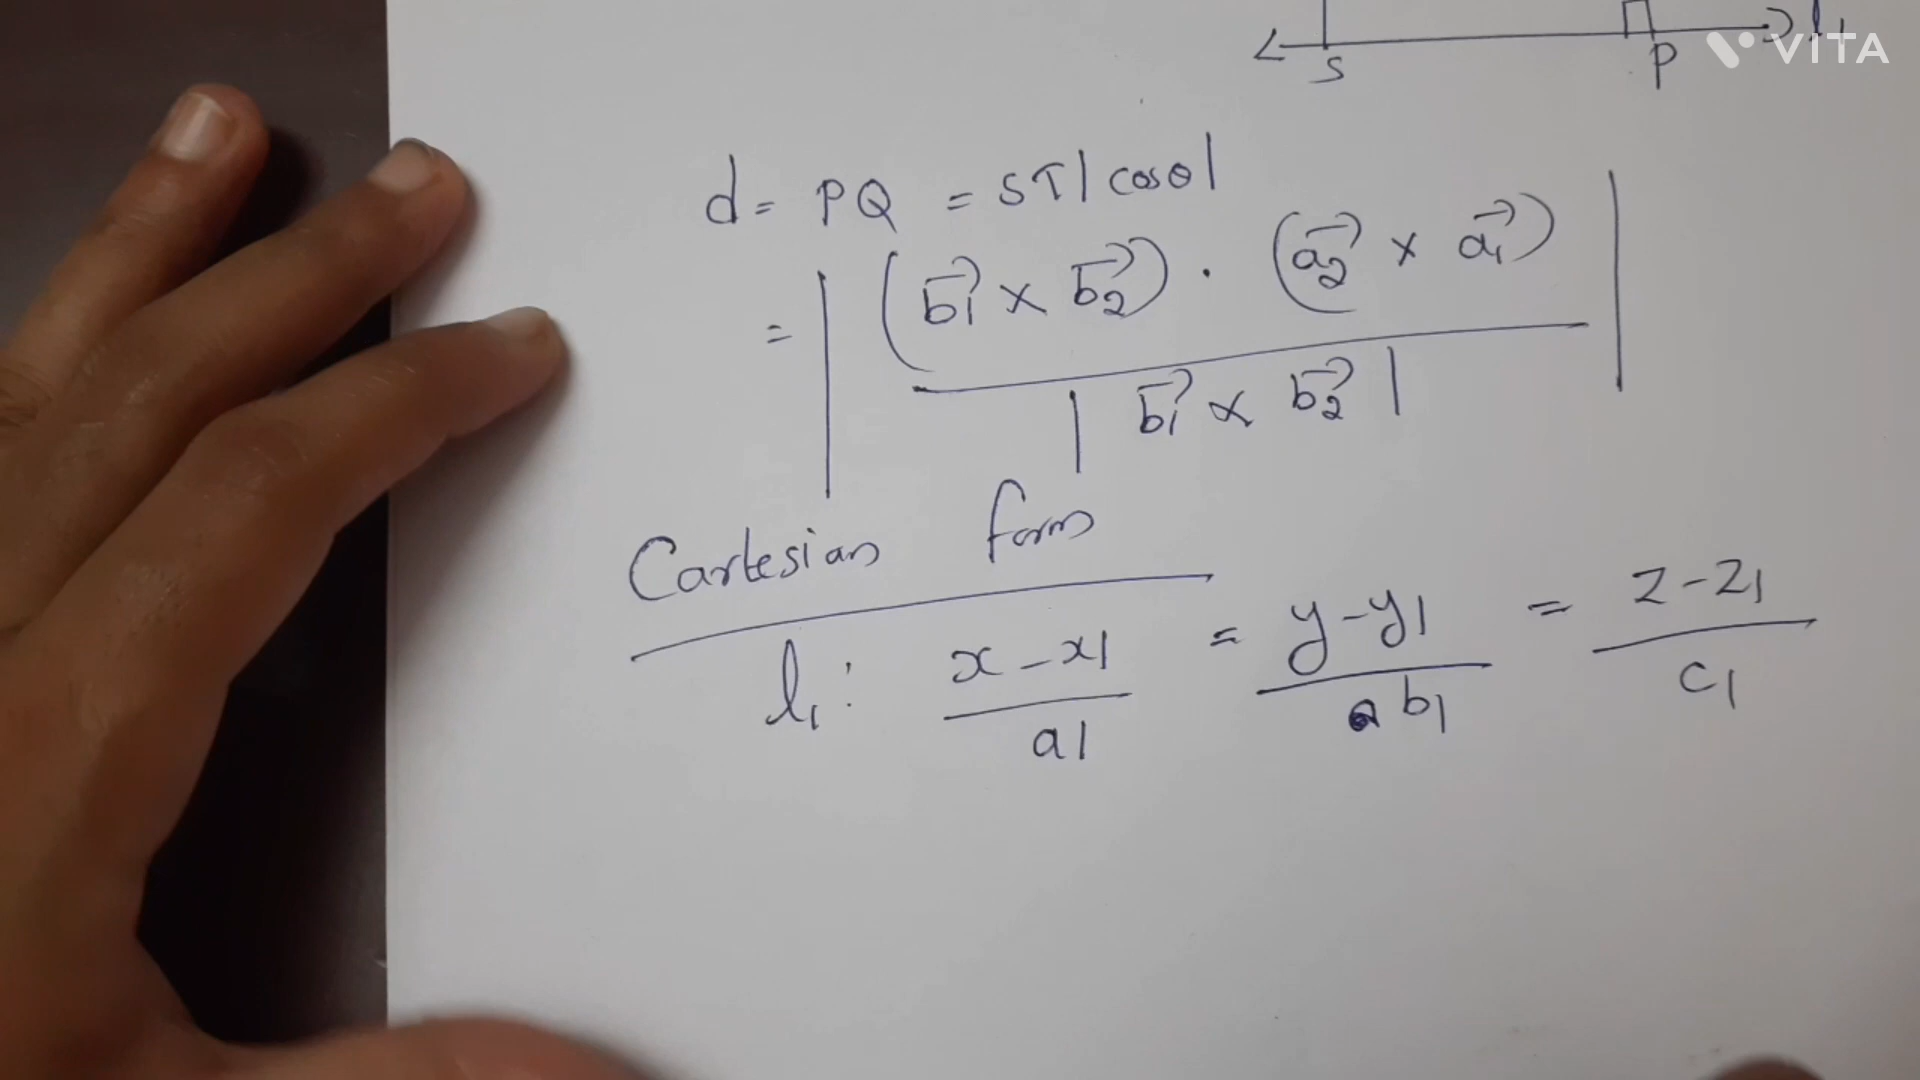 l1
S P
VITA
d = PQ = ST|cosθ|
= | (b1⃗ × b2⃗) · (a2⃗ × a1⃗) / |b1⃗ × b2⃗| |
Cartesian form
l1: x-x1/a1 = y-y1/b1 = z-z1/c1